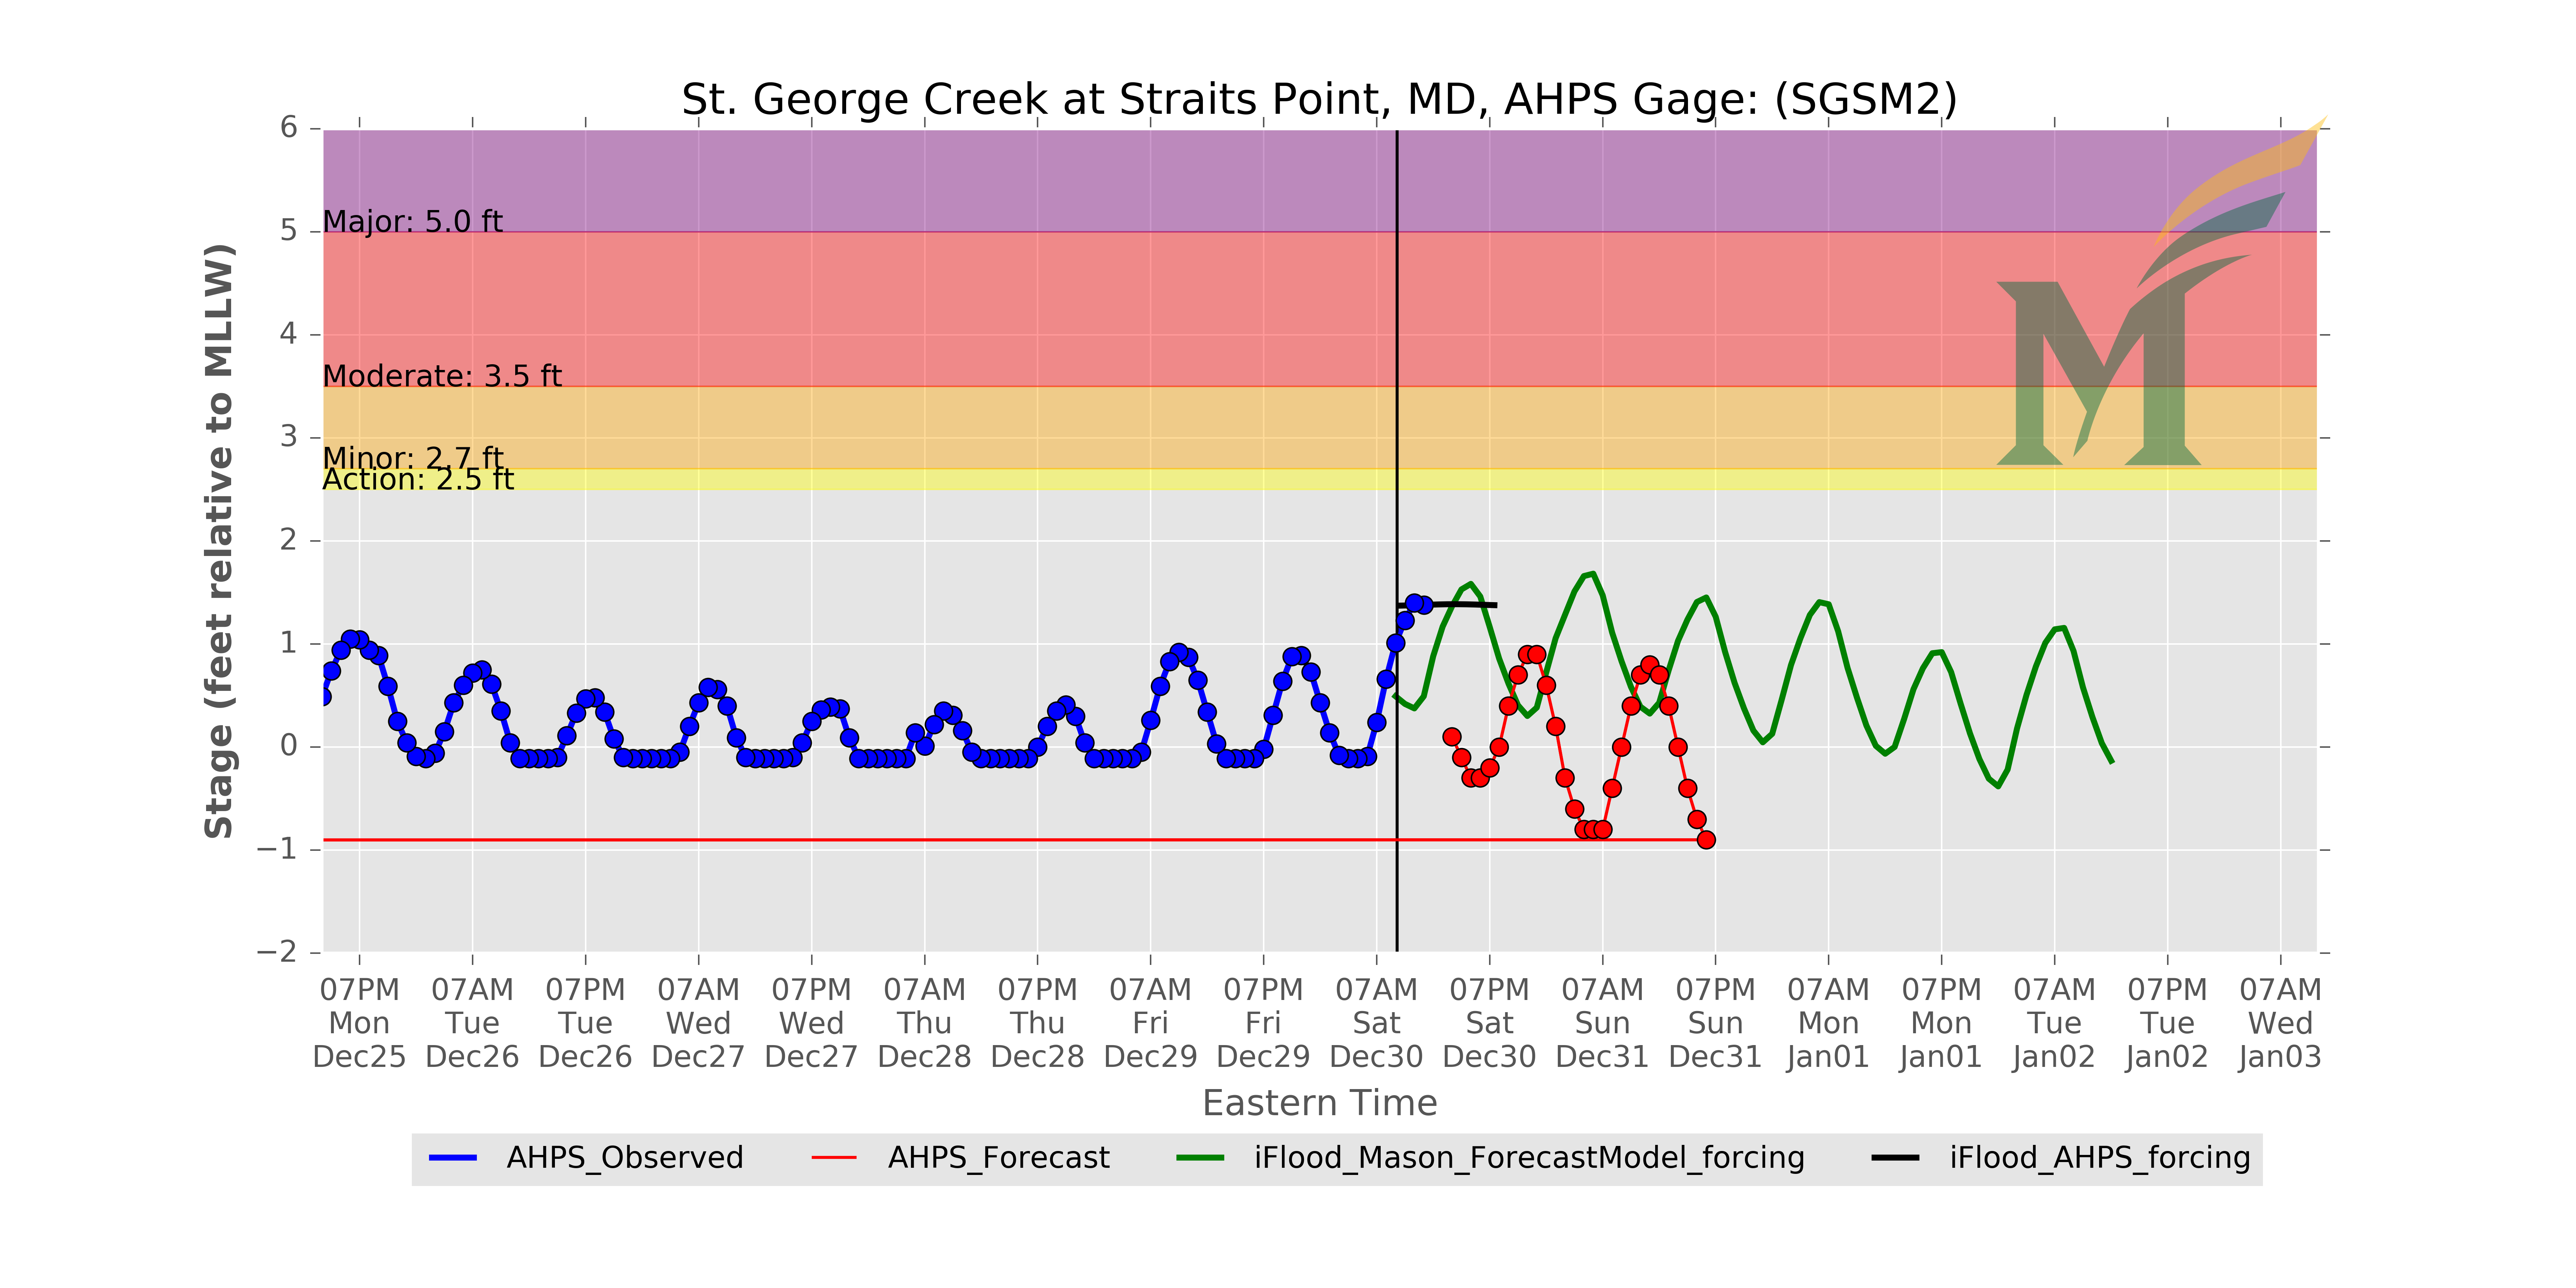 St. George Creek at Straits Point, MD, AHPS Gage: (SGSM2)
Stage (feet relative to MLLW)
6
5
4
3
2
1
0
−1
−2
Major: 5.0 ft
Moderate: 3.5 ft
Minor: 2.7 ft
Action: 2.5 ft
M
07PM 07AM 07PM 07AM 07PM 07AM 07PM 07AM 07PM 07AM 07PM 07AM 07PM 07AM 07PM 07AM 07PM 07AM
Mon Tue Tue Wed Wed Thu Thu Fri Fri Sat Sat Sun Sun Mon Mon Tue Tue Wed
Dec25 Dec26 Dec26 Dec27 Dec27 Dec28 Dec28 Dec29 Dec29 Dec30 Dec30 Dec31 Dec31 Jan01 Jan01 Jan02 Jan02 Jan03
Eastern Time
AHPS_Observed AHPS_Forecast iFlood_Mason_ForecastModel_forcing iFlood_AHPS_forcing